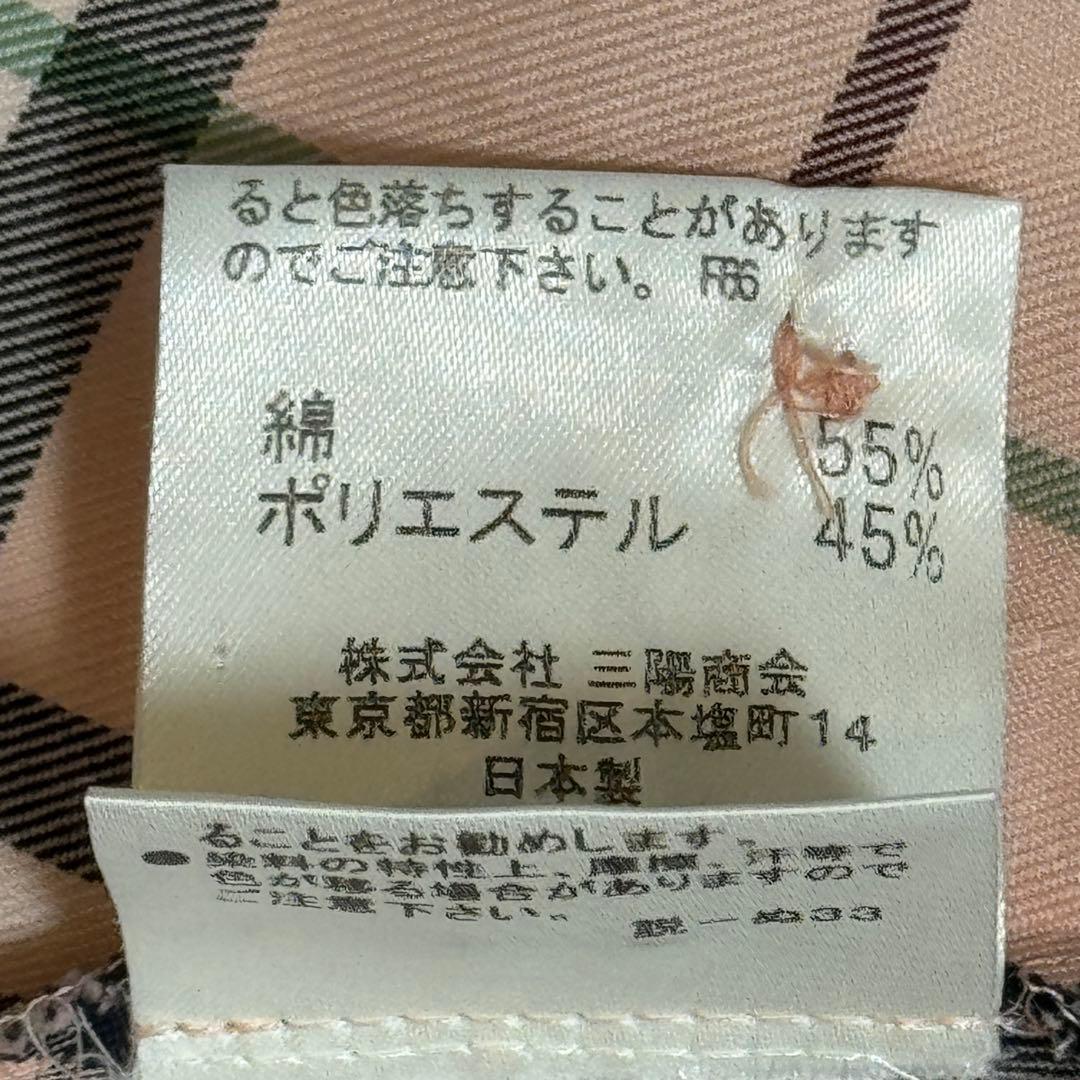 ると色落ちすることがあります
のでご注意下さい。
綿 55%
ポリエステル 45%
株式会社 三陽商会
東京都新宿区本塩町14
日本製
ることをお勧めします。
● 染料の特性上、摩擦、汗等で
色が移る場合がありますので
ご注意下さい。